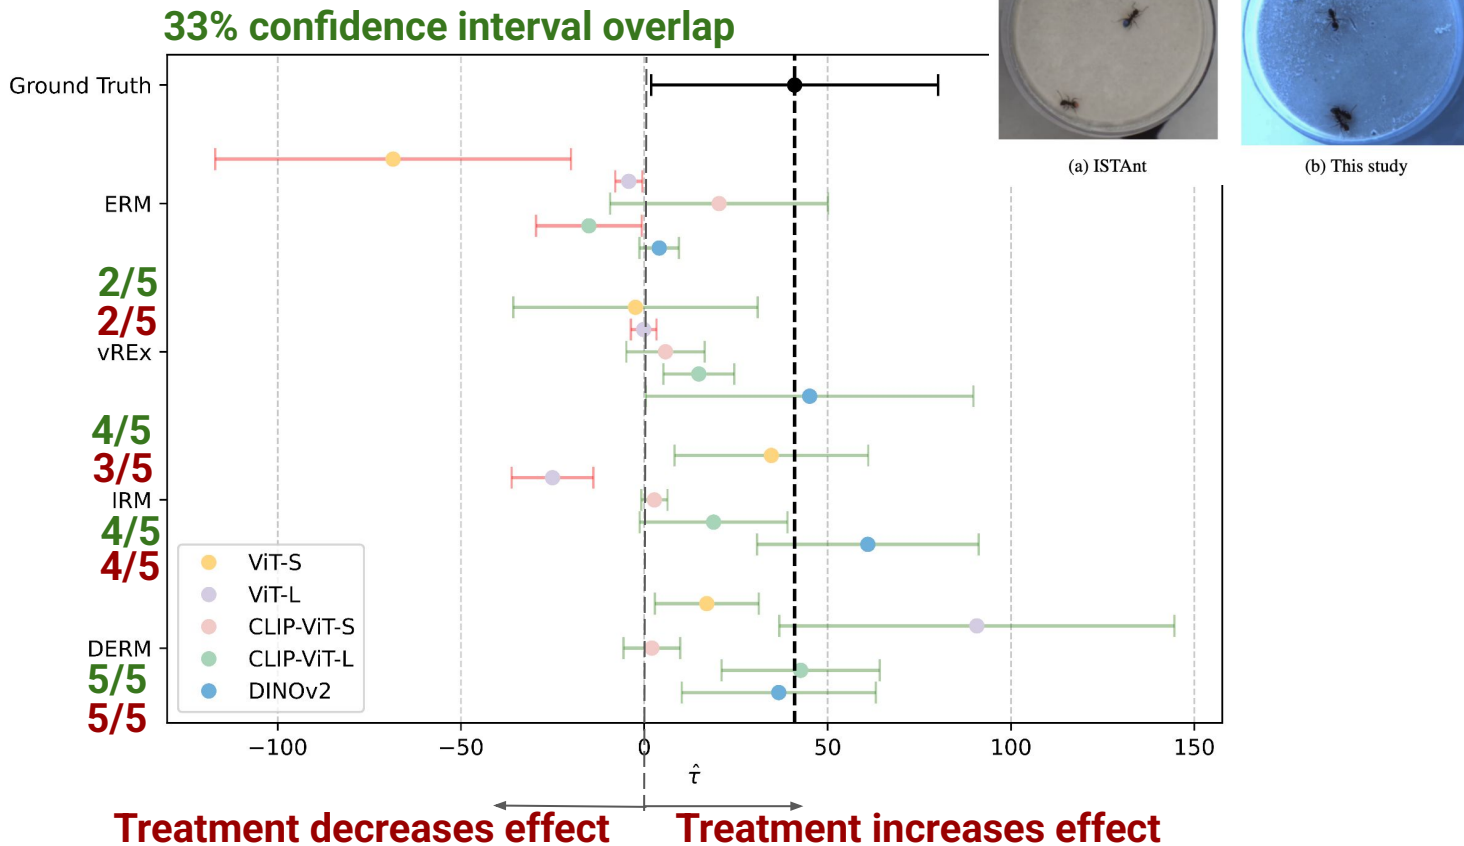 33% confidence interval overlap
Ground Truth
(a) ISTAnt
(b) This study
ERM
2/5
2/5
vREx
4/5
3/5
IRM
4/5
4/5
ViT-S
ViT-L
CLIP-ViT-S
CLIP-ViT-L
DINOv2
DERM
5/5
5/5
−100
−50
0
50
100
150
τ̂
Treatment decreases effect
Treatment increases effect